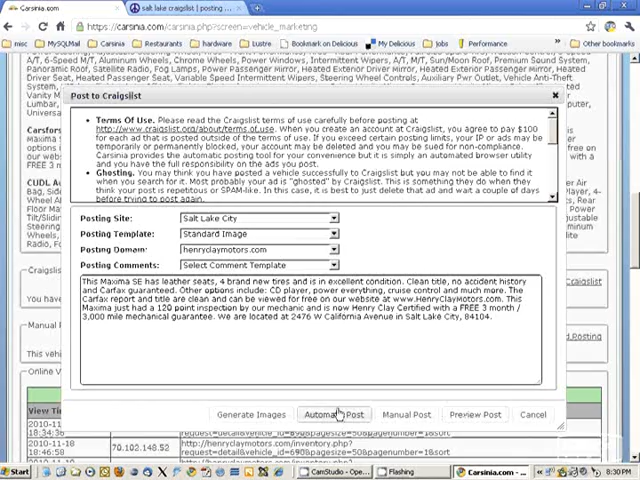 Carsinia.com
salt lake craigslist | posting
https://carsinia.com/carsinia.php?screen=vehicle_marketing
misc
MySQLMail
Carsinia
Restaurants
hardware
Lustre
Bookmark on Delicious
My Delicious
Jobs
Performance
Other bookmarks
A/C, 6-Speed M/T, Aluminum Wheels, Chrome Wheels, Power Windows, Intermittent Wipers, A/T, M/T, Sun/Moon Roof, Premium Sound System,
Panoramic Roof, Satellite Radio, Fog Lamps, Power Passenger Mirror, Heated Exterior Driver Mirror, Heated Exterior Passenger Mirror, Heated
Driver Seat, Heated Passenger Seat, Variable Speed Intermittent Wipers, Steering Wheel Controls, Auxiliary Pwr Outlet, Vehicle Anti-Theft
Post to Craigslist
• Terms Of Use. Please read the Craigslist terms of use carefully before posting at
http://www.craigslist.org/about/terms.of.use. When you create an account at Craigslist, you agree to pay $100
for each ad that is posted outside of the terms of use. If you exceed certain posting limits, your IP or ads may be
temporarily or permanently blocked, your account may be deleted and you may be sued for non-compliance.
Carsinia provides the automatic posting tool for your convenience but it is simply an automated browser utility
and you have the full responsibility on the ads you post.
• Ghosting. You may think you have posted a vehicle successfully to Craigslist but you may not be able to find it
when you search for it. Most probably your ad is "ghosted" by Craigslist. This is something they do when they
think your posting is repetitious or SPAM-like. In this case, it is best to just delete that ad and wait a couple of days
before trying to post again.
Posting Site: Salt Lake City
Posting Template: Standard Image
Posting Domain: henryclaymotors.com
Posting Comments: Select Comment Template
This Maxima SE has leather seats, 4 brand new tires and is in excellent condition. Clean title, no accident history
and Carfax guaranteed. Other options include: CD player, power everything, cruise control and much more. The
Carfax report and title are clean and can be viewed for free on our website at www.HenryClayMotors.com. This
Maxima just had a 120 point inspection by our mechanic and is now Henry Clay Certified with a FREE 3 month /
3,000 mile mechanical guarantee. We are located at 2476 W California Avenue in Salt Lake City, 84104.
Generate Images
Automatic Post
Manual Post
Preview Post
Cancel
View Time
2010-11-18
18:46:58
70.102.148.52
http://henryclaymotors.com/inventory.php?
Start
CamStudio - Ope...
Flashing
Carsinia.com - ...
8:30 PM